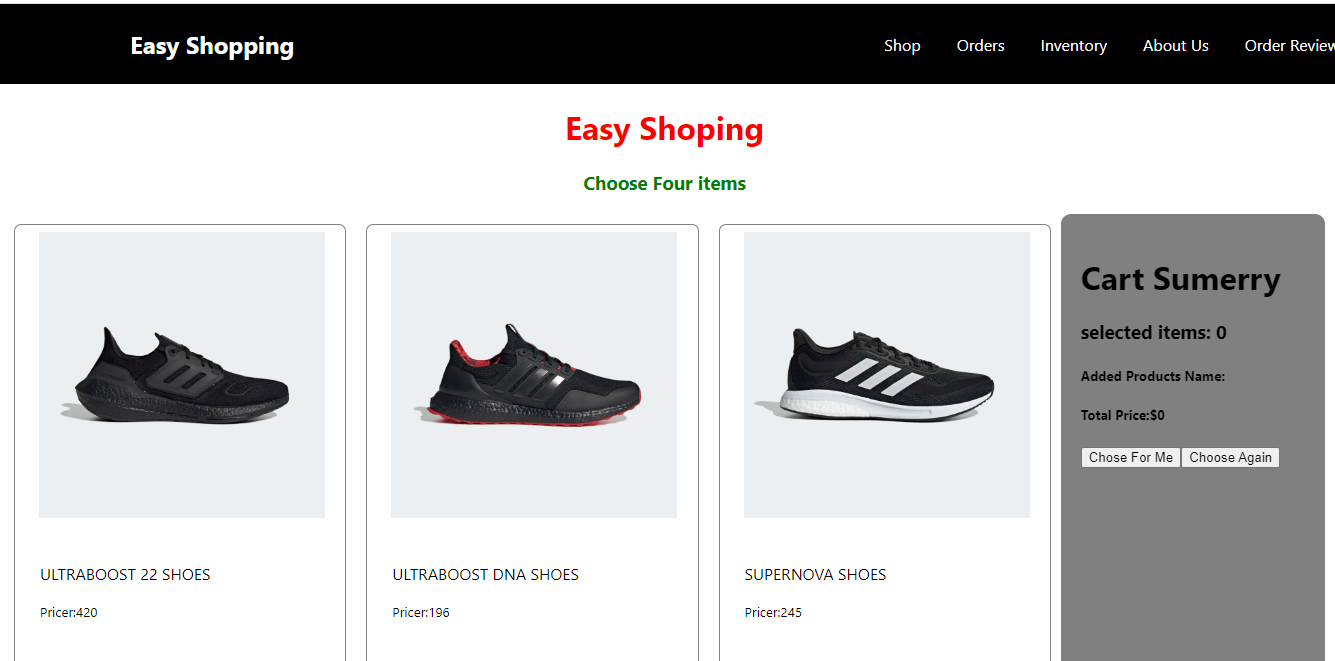 Easy Shopping
Shop Orders Inventory About Us Order Review
Easy Shoping
Choose Four items
ULTRABOOST 22 SHOES
Pricer:420
ULTRABOOST DNA SHOES
Pricer:196
SUPERNOVA SHOES
Pricer:245
Cart Sumerry
selected items: 0
Added Products Name:
Total Price:$0
Chose For Me Choose Again